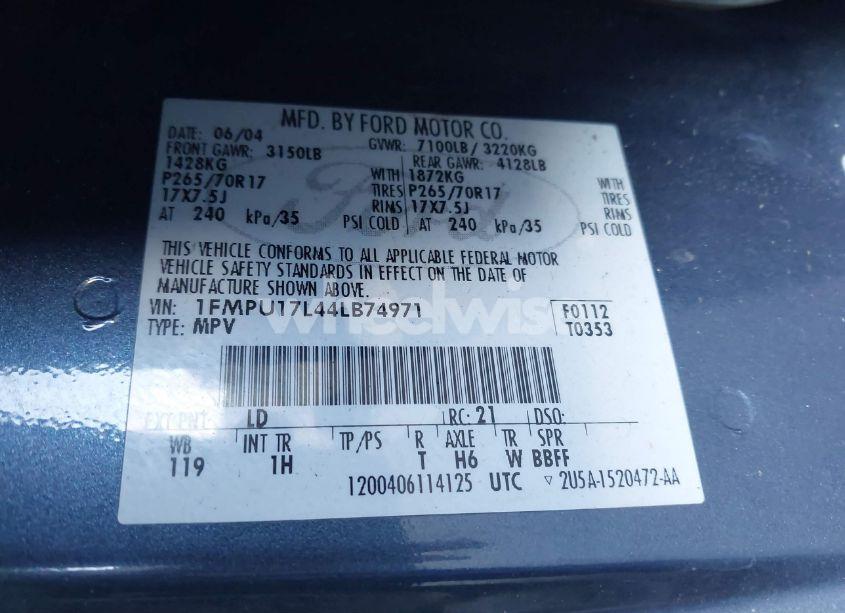 MFD. BY FORD MOTOR CO.
DATE: 06/04 GVWR: 7100LB / 3220KG
FRONT GAWR: 3150LB REAR GAWR: 4128LB
1428KG WITH 1872KG WITH
P265/70R17 TIRES P265/70R17 TIRES
17X7.5J RIMS 17X7.5J RIMS
AT 240 kPa/35 PSI COLD AT 240 kPa/35 PSI COLD
Ford
THIS VEHICLE CONFORMS TO ALL APPLICABLE FEDERAL MOTOR
VEHICLE SAFETY STANDARDS IN EFFECT ON THE DATE OF
MANUFACTURE SHOWN ABOVE.
VIN: 1FMPU17L44LB74971 F0112
TYPE: MPV T0353
wheelwise
EXT PNT: LD RC: 21 DSO:
WB INT TR TP/PS R AXLE TR SPR
119 1H T H6 W BBFF
1200406114125 UTC ▽ 2U5A-1520472-AA